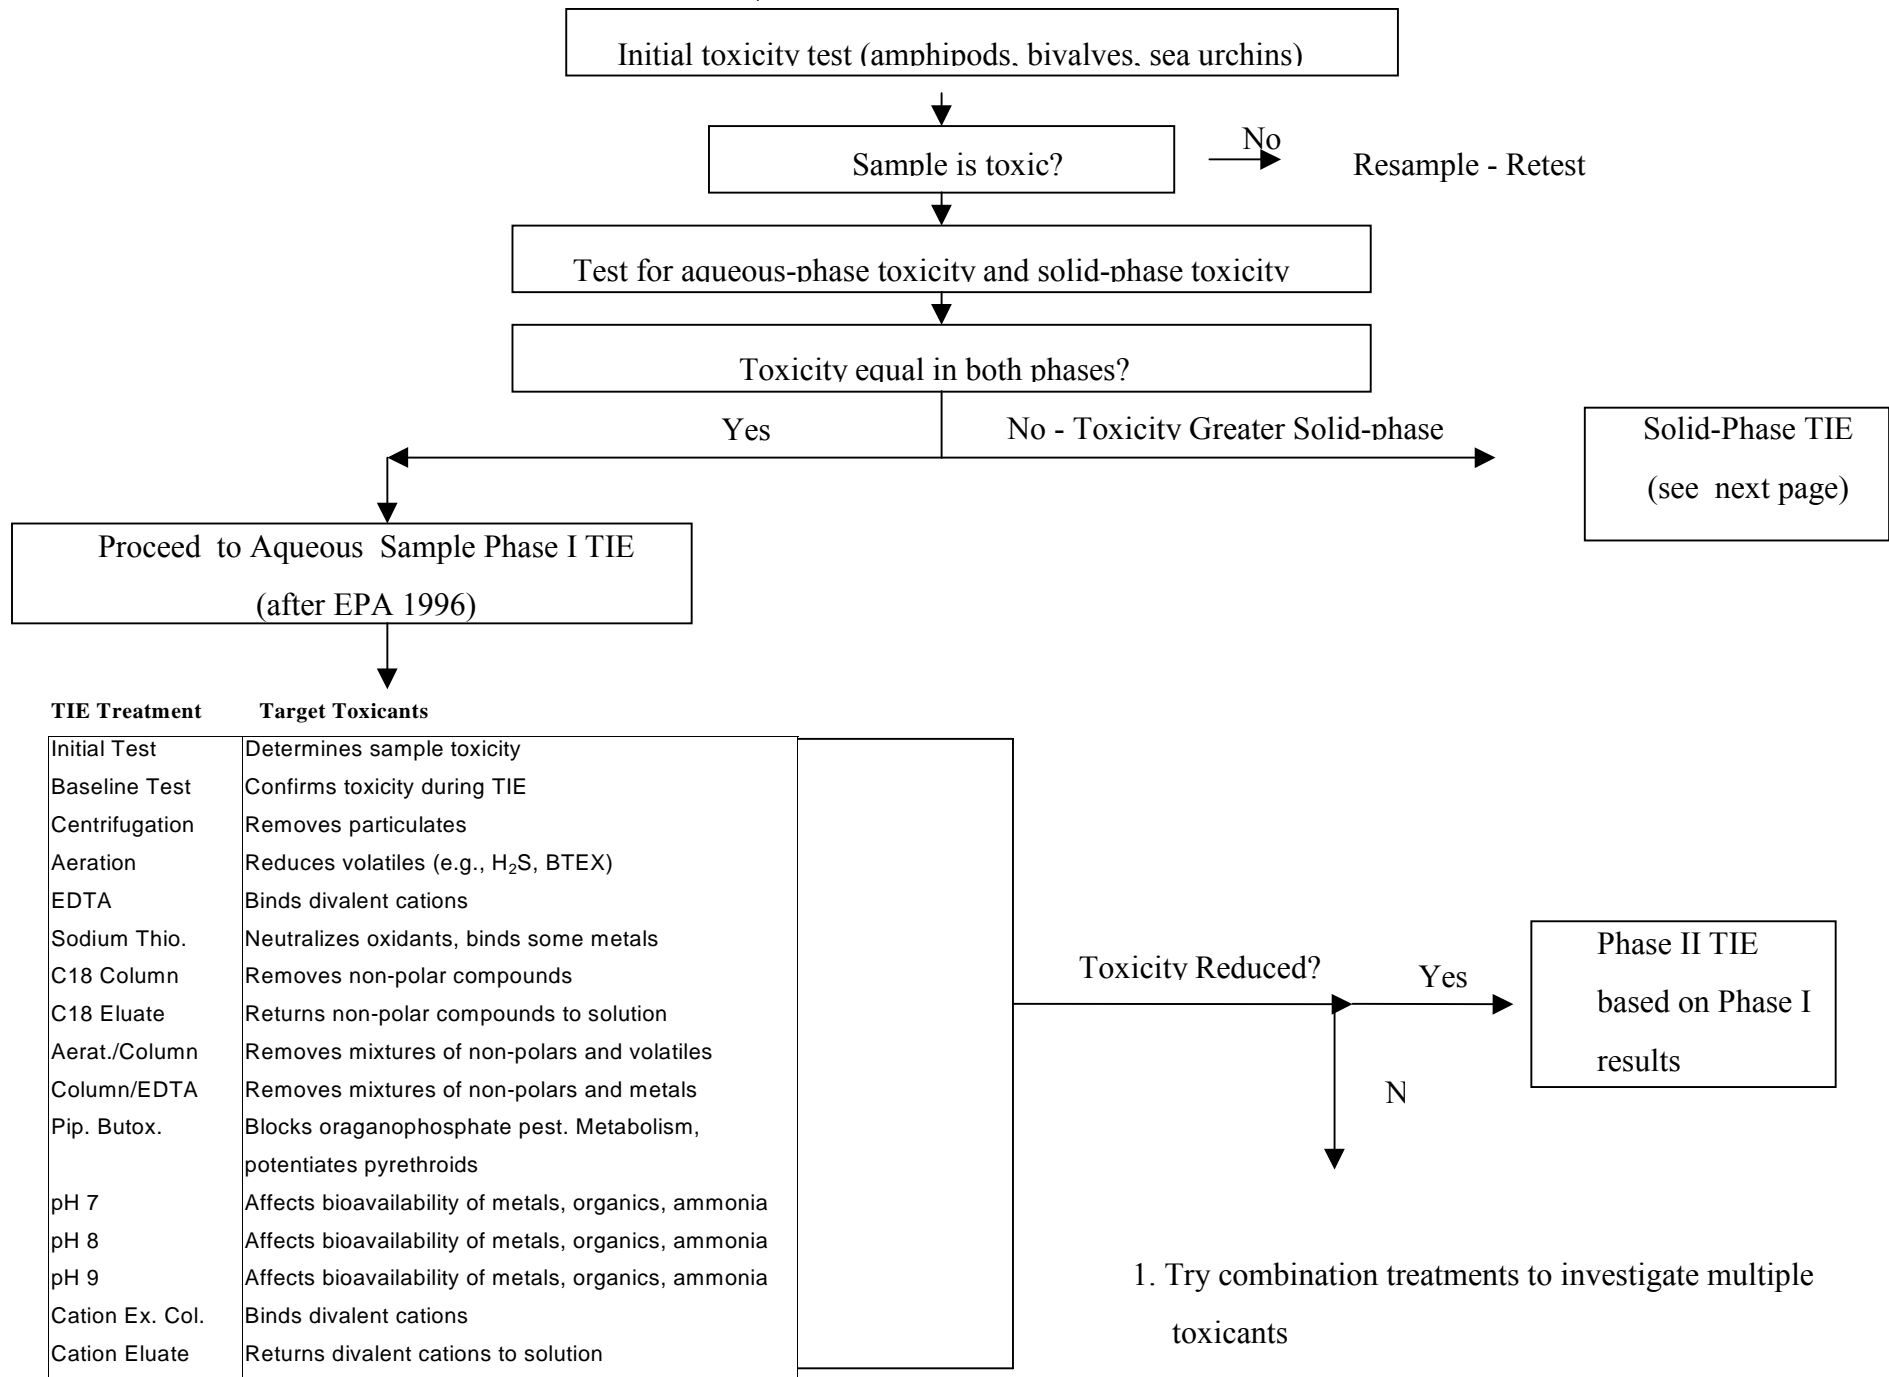 Initial toxicity test (amphipods, bivalves, sea urchins)
Sample is toxic?
No
Resample - Retest
Test for aqueous-phase toxicity and solid-phase toxicity
Toxicity equal in both phases?
Yes
No - Toxicity Greater Solid-phase
Solid-Phase TIE
(see next page)
Proceed to Aqueous Sample Phase I TIE
(after EPA 1996)
TIE Treatment Target Toxicants
Initial Test Determines sample toxicity
Baseline Test Confirms toxicity during TIE
Centrifugation Removes particulates
Aeration Reduces volatiles (e.g., H₂S, BTEX)
EDTA Binds divalent cations
Sodium Thio. Neutralizes oxidants, binds some metals
C18 Column Removes non-polar compounds
C18 Eluate Returns non-polar compounds to solution
Aerat./Column Removes mixtures of non-polars and volatiles
Column/EDTA Removes mixtures of non-polars and metals
Pip. Butox. Blocks oraganophosphate pest. Metabolism,
potentiates pyrethroids
pH 7 Affects bioavailability of metals, organics, ammonia
pH 8 Affects bioavailability of metals, organics, ammonia
pH 9 Affects bioavailability of metals, organics, ammonia
Cation Ex. Col. Binds divalent cations
Cation Eluate Returns divalent cations to solution
Toxicity Reduced?
Yes
Phase II TIE
based on Phase I
results
N
1. Try combination treatments to investigate multiple
toxicants